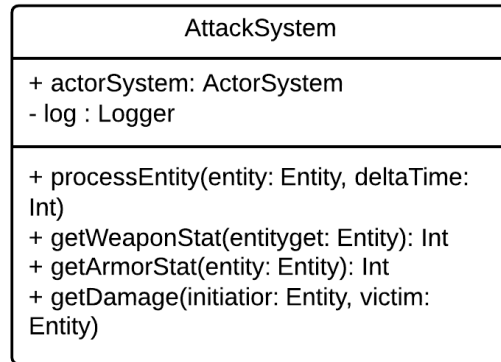 AttackSystem
+ actorSystem: ActorSystem
- log : Logger
+ processEntity(entity: Entity, deltaTime:
Int)
+ getWeaponStat(entityget: Entity): Int
+ getArmorStat(entity: Entity): Int
+ getDamage(initiatior: Entity, victim:
Entity)